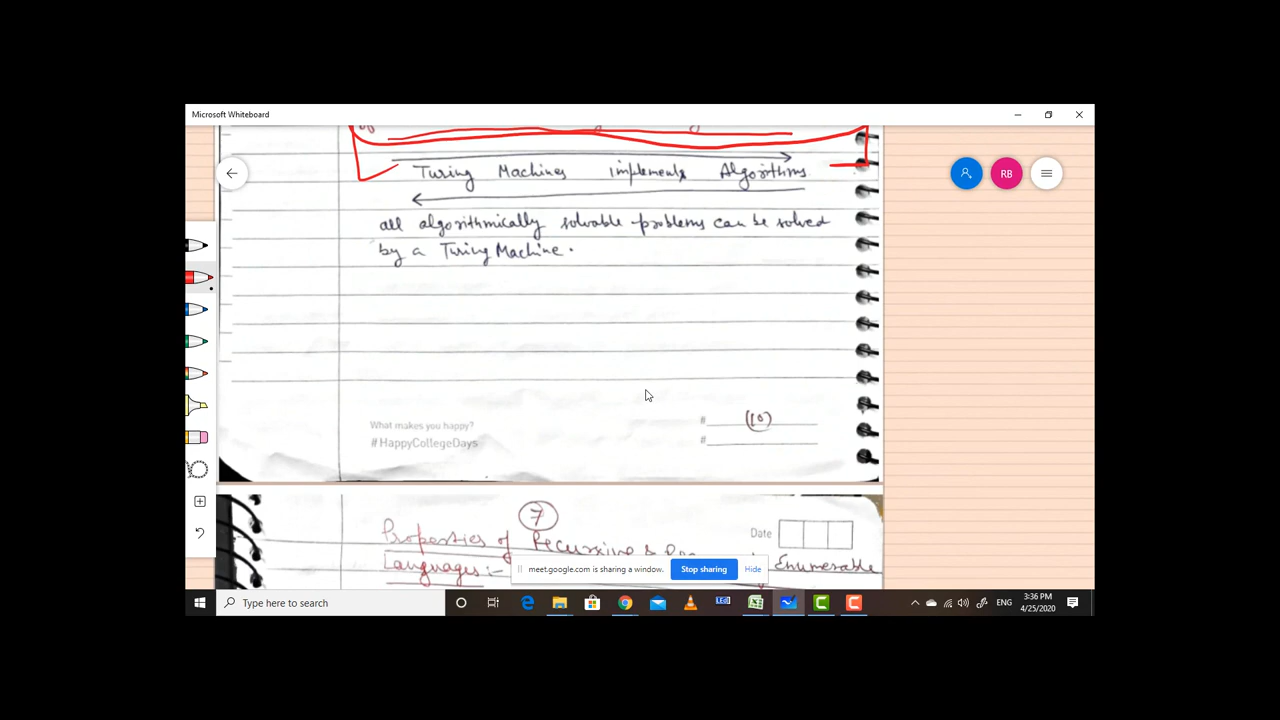 Microsoft Whiteboard
RB
Turing Machines implements Algorithms
all algorithmically solvable problems can be solved
by a Turing Machine.
What makes you happy?
#HappyCollegeDays
# (10)
#
7
Date
Properties of Recursive &
Enumerable
Languages:-
meet.google.com is sharing a window.
Stop sharing
Hide
Type here to search
ENG
3:36 PM
4/25/2020